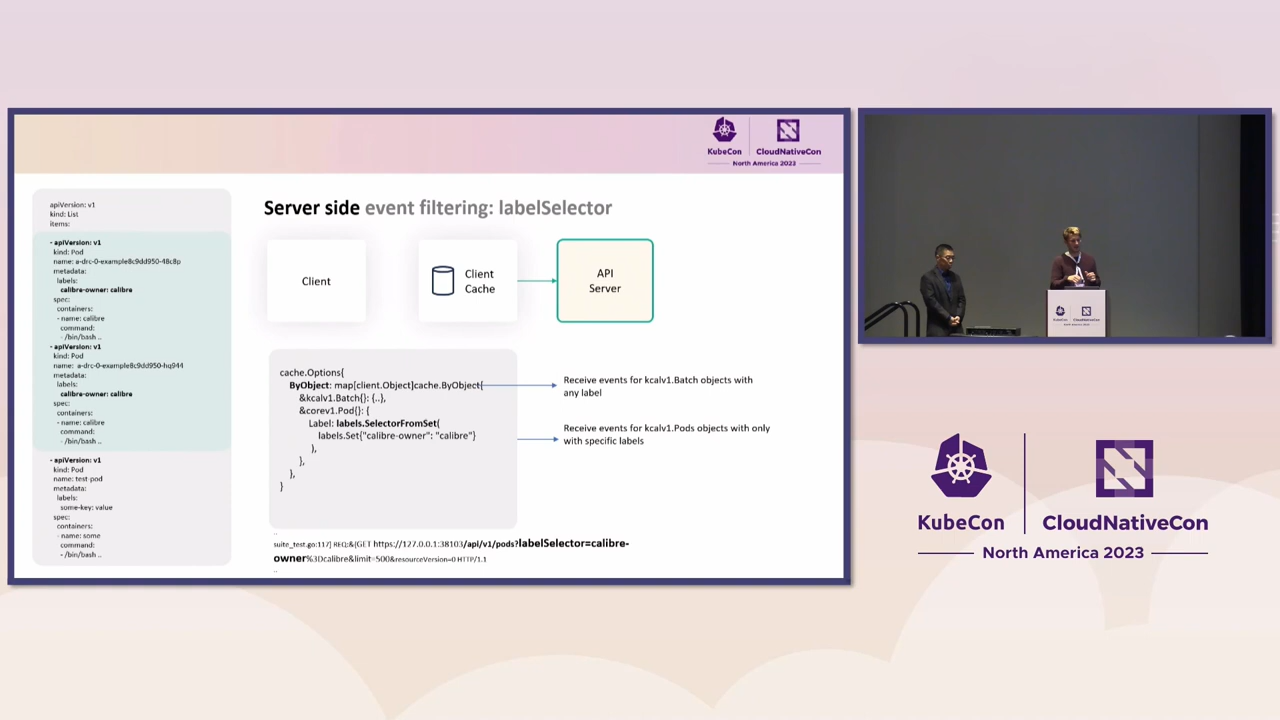 KubeCon
CloudNativeCon
North America 2023
apiVersion: v1
kind: List
items:
- apiVersion: v1
kind: Pod
name: a-drc-0-example8c9dd950-48c8p
metadata:
labels:
calibre-owner: calibre
spec:
containers:
- name: calibre
command:
- /bin/bash ..
- apiVersion: v1
kind: Pod
name: a-drc-0-example8c9dd950-hq944
metadata:
labels:
calibre-owner: calibre
spec:
containers:
- name: calibre
command:
- /bin/bash ..
- apiVersion: v1
kind: Pod
name: test-pod
metadata:
labels:
some-key: value
spec:
containers:
- name: some
command:
- /bin/bash ..
Server side event filtering: labelSelector
Client
Client
Cache
API
Server
cache.Options{
ByObject: map[client.Object]cache.ByObject{
&kcalv1.Batch{}: {..},
&corev1.Pod{}: {
Label: labels.SelectorFromSet(
labels.Set{"calibre-owner": "calibre"}
),
},
},
}
Receive events for kcalv1.Batch objects with
any label
Receive events for kcalv1.Pods objects with only
with specific labels
..
suite_test.go:117] REQ:&{GET https://127.0.0.1:38103/api/v1/pods?labelSelector=calibre-
owner%3Dcalibre&limit=500&resourceVersion=0 HTTP/1.1
..
KubeCon
CloudNativeCon
North America 2023